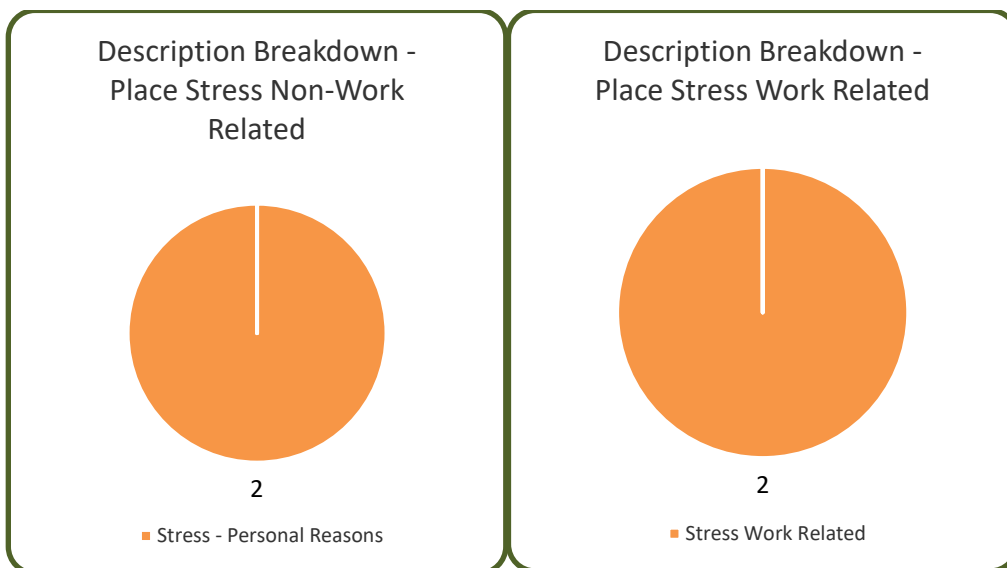 Description Breakdown -
Place Stress Non-Work
Related
2
Stress - Personal Reasons
Description Breakdown -
Place Stress Work Related
2
Stress Work Related